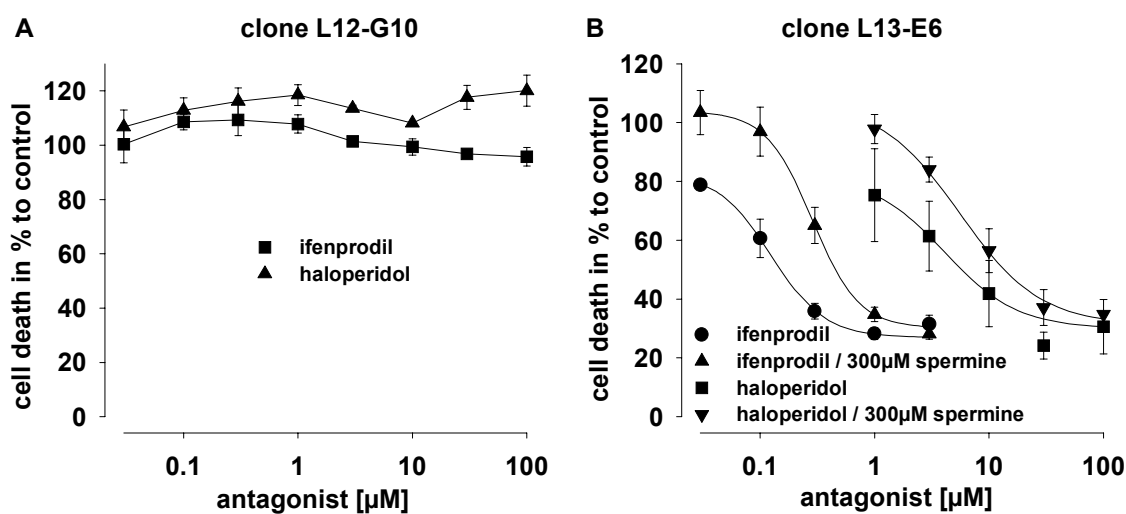 A
clone L12-G10
cell death in % to control
120
100
80
60
40
20
0
ifenprodil
haloperidol
0.1 1 10 100
antagonist [µM]
B
clone L13-E6
cell death in % to control
120
100
80
60
40
20
0
ifenprodil
ifenprodil / 300µM spermine
haloperidol
haloperidol / 300µM spermine
0.1 1 10 100
antagonist [µM]